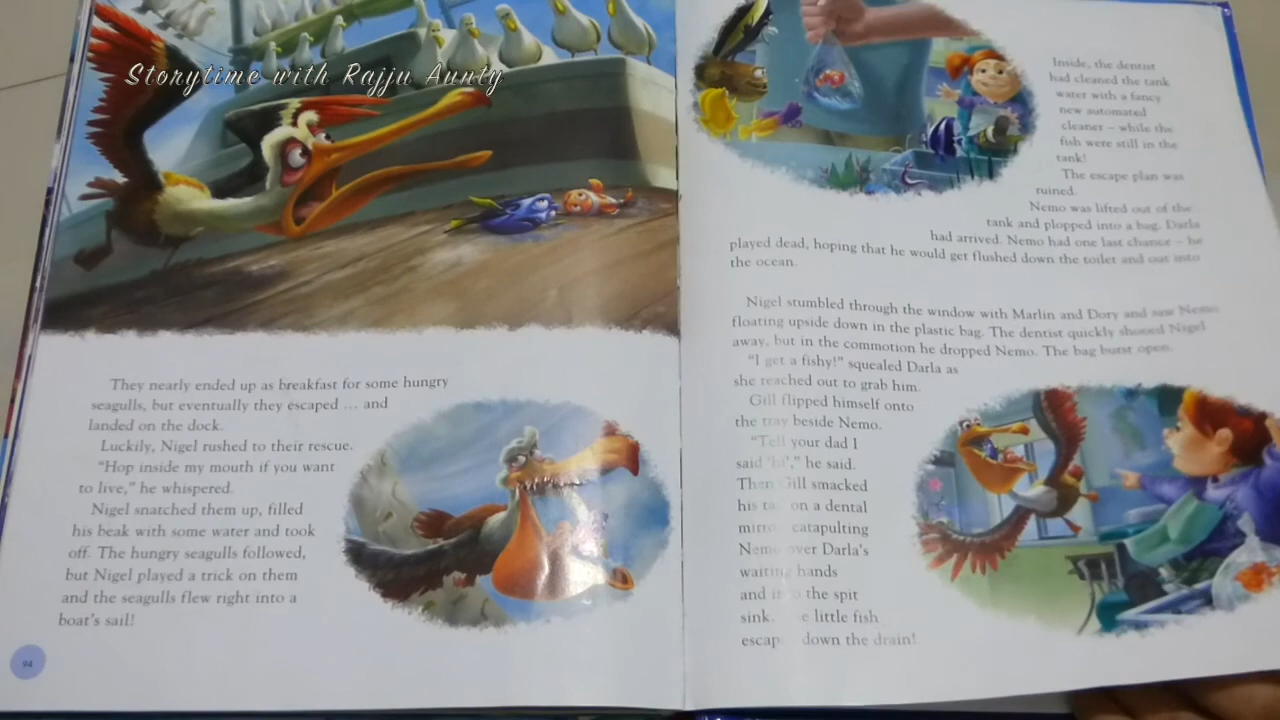 Storytime with Rajju Aunty
They nearly ended up as breakfast for some hungry
seagulls, but eventually they escaped ... and
landed on the dock.
Luckily, Nigel rushed to their rescue.
"Hop inside my mouth if you want
to live," he whispered.
Nigel snatched them up, filled
his beak with some water and took
off. The hungry seagulls followed,
but Nigel played a trick on them
and the seagulls flew right into a
boat's sail!
94
Inside, the dentist
had cleaned the tank
water with a fancy
new automated
cleaner – while the
fish were still in the
tank!
The escape plan was
ruined.
Nemo was lifted out of the
tank and plopped into a bag. Darla
had arrived. Nemo had one last chance – he
played dead, hoping that he would get flushed down the toilet and out into
the ocean.
Nigel stumbled through the window with Marlin and Dory and saw Nemo
floating upside down in the plastic bag. The dentist quickly shooed Nigel
away, but in the commotion he dropped Nemo. The bag burst open.
"I get a fishy!" squealed Darla as
she reached out to grab him.
Gill flipped himself onto
the tray beside Nemo.
"Tell your dad I
said 'hi'," he said.
Then Gill smacked
his on a dental
catapulting
Nemo over Darla's
waiting hands
and the spit
sink. little fish
down the drain!